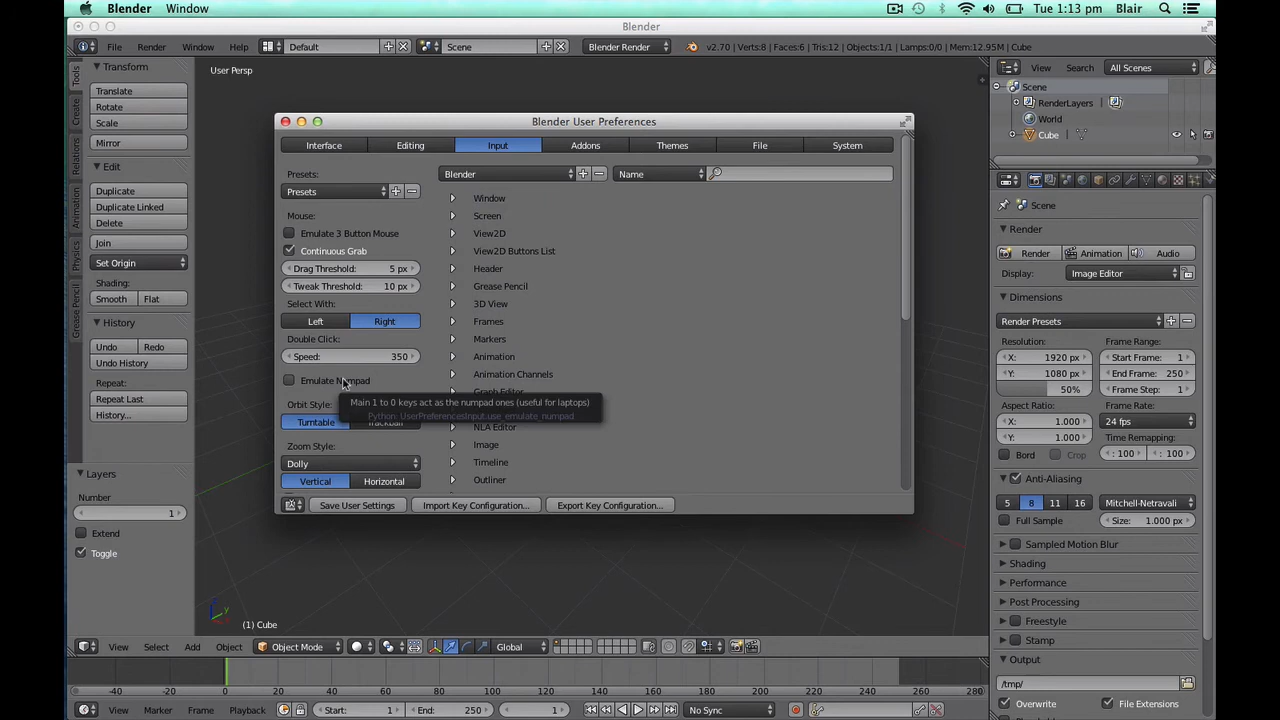 Blender Window Tue 1:13 pm Blair
Blender
File Render Window Help Default Scene Blender Render v2.70 | Verts:8 | Faces:6 | Tris:12 | Objects:1/1 | Lamps:0/0 | Mem:12.95M | Cube
Tools
Create
Relations
Animation
Physics
Grease Pencil
Transform
Translate
Rotate
Scale
Mirror
Edit
Duplicate
Duplicate Linked
Delete
Join
Set Origin
Shading:
Smooth Flat
History
Undo Redo
Undo History
Repeat:
Repeat Last
History...
Layers
Number
1
Extend
Toggle
User Persp
Blender User Preferences
Interface Editing Input Addons Themes File System
Presets:
Presets
Mouse:
Emulate 3 Button Mouse
Continuous Grab
Drag Threshold: 5 px
Tweak Threshold: 10 px
Select With:
Left Right
Double Click:
Speed: 350
Emulate Numpad
Orbit Style:
Turntable Trackball
Zoom Style:
Dolly
Vertical Horizontal
Blender Name
Window
Screen
View2D
View2D Buttons List
Header
Grease Pencil
3D View
Frames
Markers
Animation
Animation Channels
Graph Editor
Main 1 to 0 keys act as the numpad ones (useful for laptops)
Python: UserPreferencesInput.use_emulate_numpad
NLA Editor
Image
Timeline
Outliner
Save User Settings Import Key Configuration... Export Key Configuration...
(1) Cube
View Select Add Object Object Mode Global
-40 -20 0 20 40 60 80 100 120 140 160 180 200 220 240 260 280
View Marker Frame Playback Start: 1 End: 250 1 No Sync
View Search All Scenes
Scene
RenderLayers
World
Cube
Scene
Render
Render Animation Audio
Display: Image Editor
Dimensions
Render Presets
Resolution: Frame Range:
X: 1920 px Start Frame: 1
Y: 1080 px End Frame: 250
50% Frame Step: 1
Aspect Ratio: Frame Rate:
X: 1.000 24 fps
Y: 1.000 Time Remapping:
Bord Crop : 100 : 100
Anti-Aliasing
5 8 11 16 Mitchell-Netravali
Full Sample Size: 1.000 px
Sampled Motion Blur
Shading
Performance
Post Processing
Freestyle
Stamp
Output
/tmp/
Overwrite File Extensions